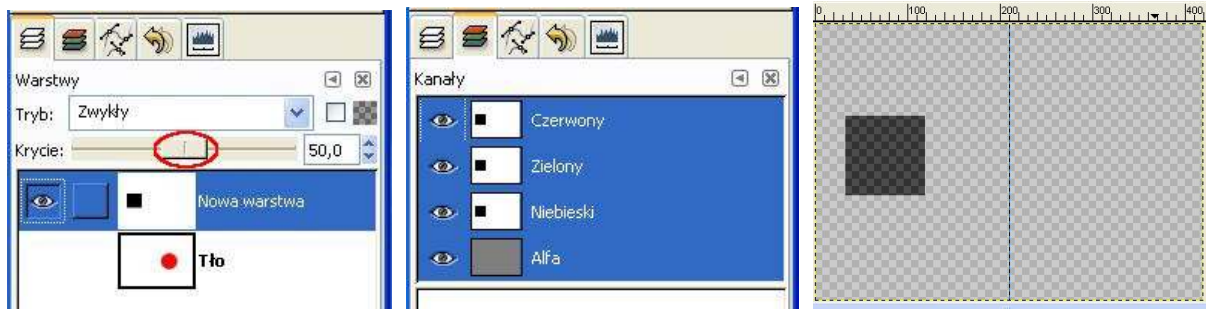 Warstwy
Tryb: Zwykły
Krycie: 50,0
Nowa warstwa
Tło
Kanały
Czerwony
Zielony
Niebieski
Alfa
0 100 200 300 400